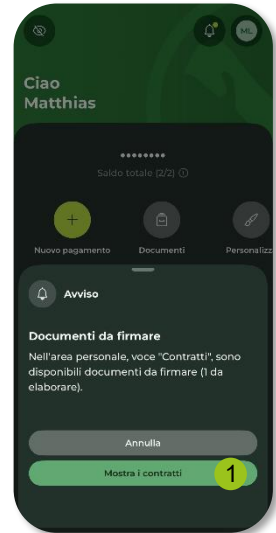 ML
Ciao
Matthias
••••••••
Saldo totale (2/2)
Nuovo pagamento
Documenti
Personalizz
Avviso
Documenti da firmare
Nell'area personale, voce "Contratti", sono
disponibili documenti da firmare (1 da
elaborare).
Annulla
Mostra i contratti
1